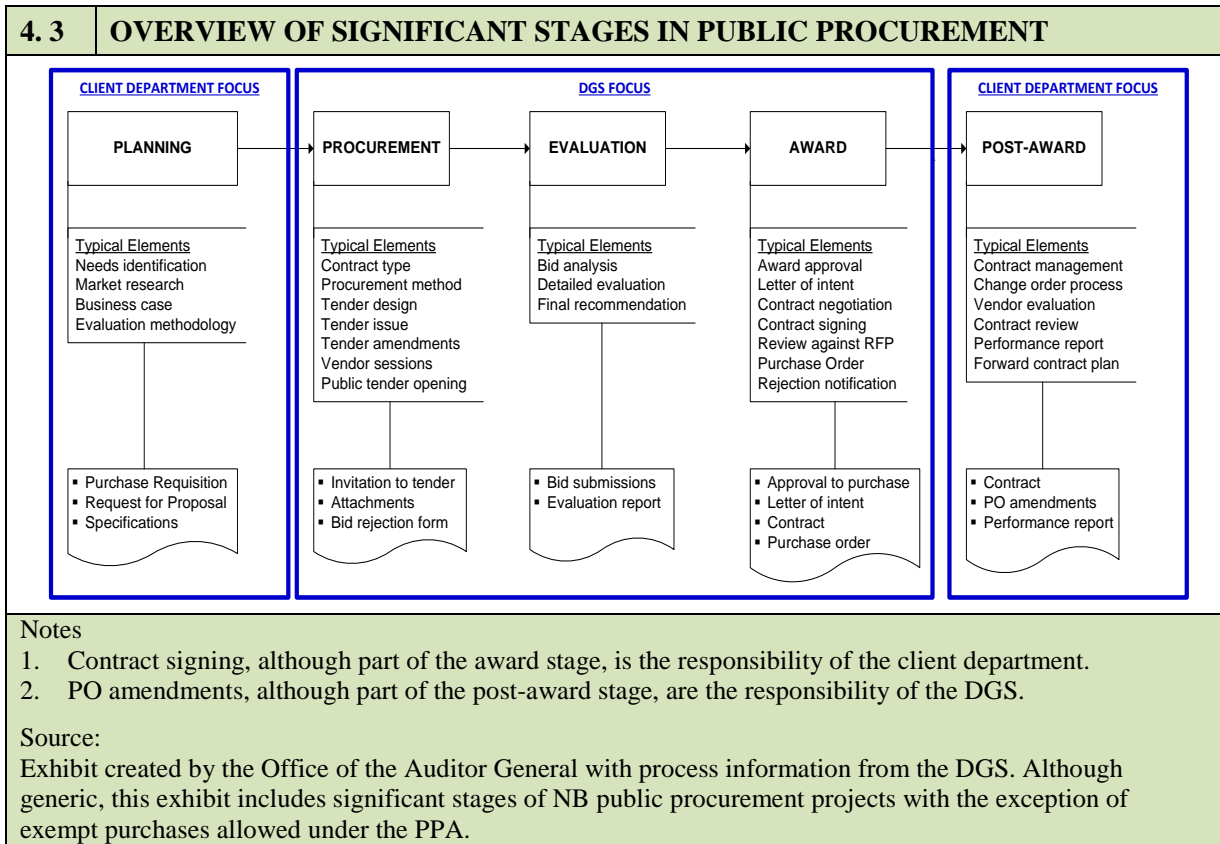 4. 3 OVERVIEW OF SIGNIFICANT STAGES IN PUBLIC PROCUREMENT
CLIENT DEPARTMENT FOCUS
PLANNING
Typical Elements
Needs identification
Market research
Business case
Evaluation methodology
▪ Purchase Requisition
▪ Request for Proposal
▪ Specifications
DGS FOCUS
PROCUREMENT
Typical Elements
Contract type
Procurement method
Tender design
Tender issue
Tender amendments
Vendor sessions
Public tender opening
▪ Invitation to tender
▪ Attachments
▪ Bid rejection form
EVALUATION
Typical Elements
Bid analysis
Detailed evaluation
Final recommendation
▪ Bid submissions
▪ Evaluation report
AWARD
Typical Elements
Award approval
Letter of intent
Contract negotiation
Contract signing
Review against RFP
Purchase Order
Rejection notification
▪ Approval to purchase
▪ Letter of intent
▪ Contract
▪ Purchase order
CLIENT DEPARTMENT FOCUS
POST-AWARD
Typical Elements
Contract management
Change order process
Vendor evaluation
Contract review
Performance report
Forward contract plan
▪ Contract
▪ PO amendments
▪ Performance report
Notes
1. Contract signing, although part of the award stage, is the responsibility of the client department.
2. PO amendments, although part of the post-award stage, are the responsibility of the DGS.
Source:
Exhibit created by the Office of the Auditor General with process information from the DGS. Although
generic, this exhibit includes significant stages of NB public procurement projects with the exception of
exempt purchases allowed under the PPA.